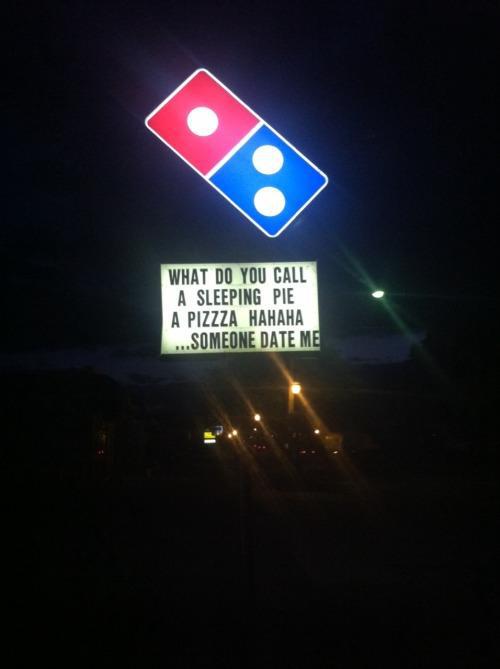 WHAT DO YOU CALL
A SLEEPING PIE
A PIZZZA HAHAHA
...SOMEONE DATE ME